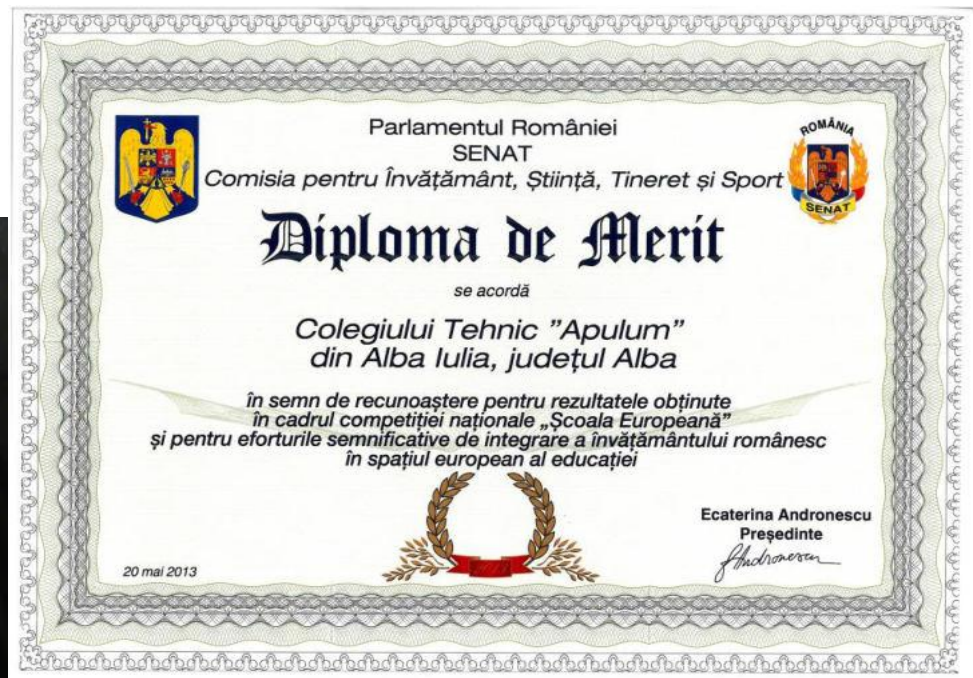 Parlamentul României
SENAT
Comisia pentru Învățământ, Știință, Tineret și Sport
ROMÂNIA
SENAT
Diploma de Merit
se acordă
Colegiului Tehnic ”Apulum”
din Alba Iulia, județul Alba
în semn de recunoaștere pentru rezultatele obținute
în cadrul competiției naționale „Școala Europeană”
și pentru eforturile semnificative de integrare a învățământului românesc
în spațiul european al educației
Ecaterina Andronescu
Președinte
20 mai 2013
2013